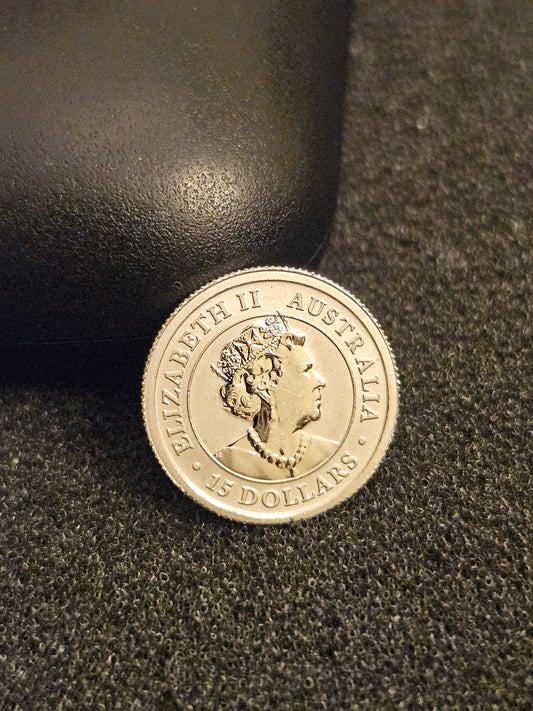 ELIZABETH II AUSTRALIA
• 15 DOLLARS •